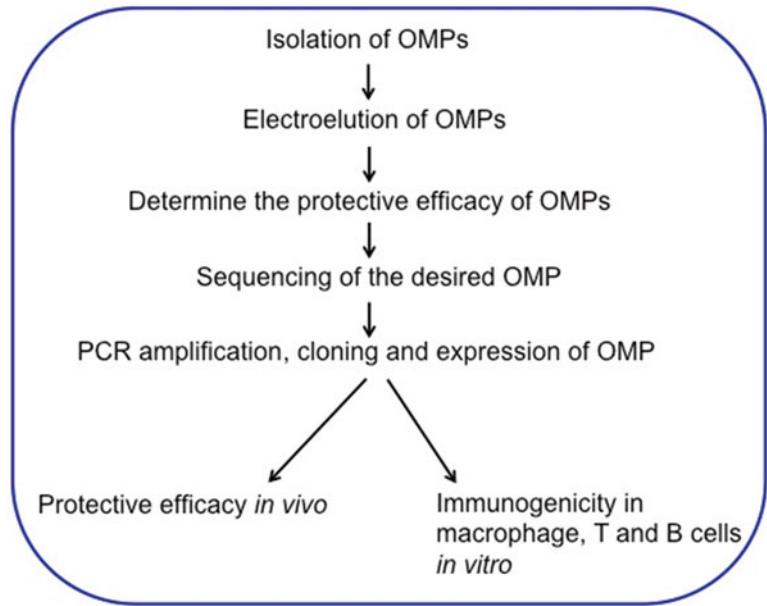 Isolation of OMPs
Electroelution of OMPs
Determine the protective efficacy of OMPs
Sequencing of the desired OMP
PCR amplification, cloning and expression of OMP
Protective efficacy in vivo
Immunogenicity in
macrophage, T and B cells
in vitro